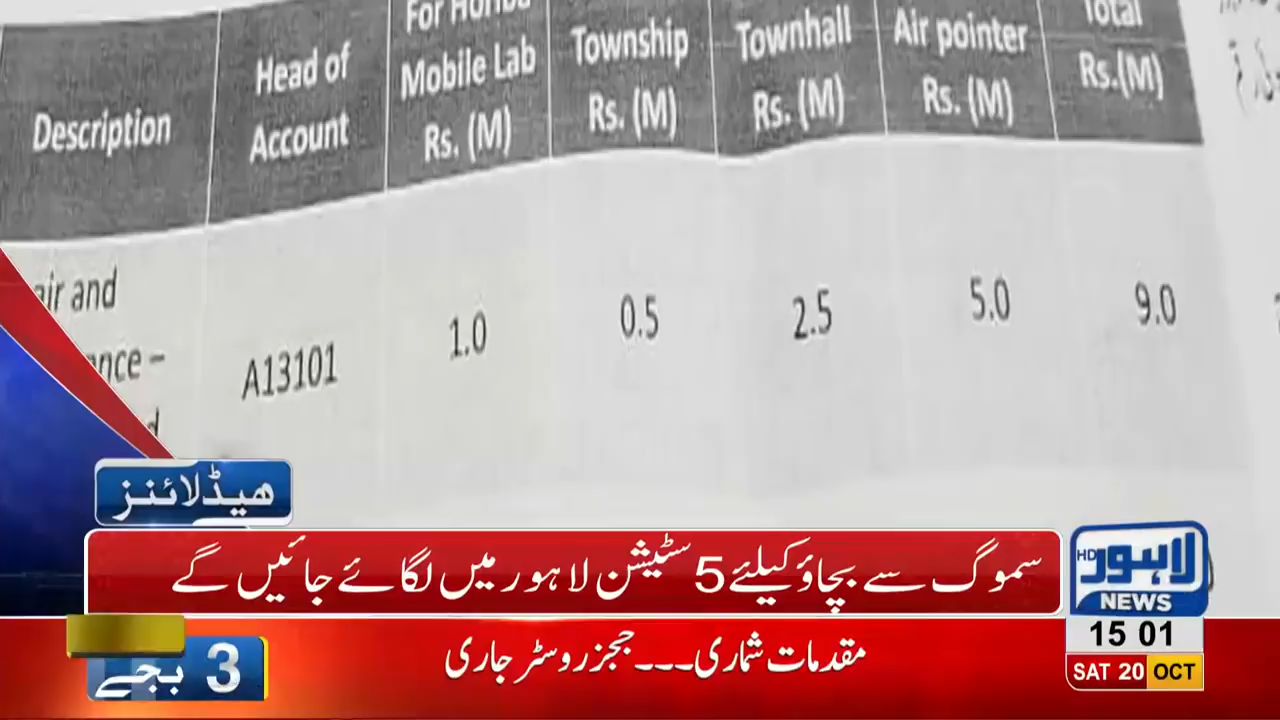 Description
Head of
Account
Mobile Lab
Rs. (M)
Township
Rs. (M)
Townhall
Rs. (M)
Air pointer
Rs. (M)
Total
Rs.(M)
and
A13101
1.0
0.5
2.5
5.0
9.0
ھیڈلائنز
سموگ سے بچاؤ کیلئے 5 سٹیشن لاہور میں لگائے جائیں گے
لاہور HD
NEWS
15 01
SAT 20 OCT
مقدمات شماری۔۔۔ججز روسٹر جاری
3 بجے